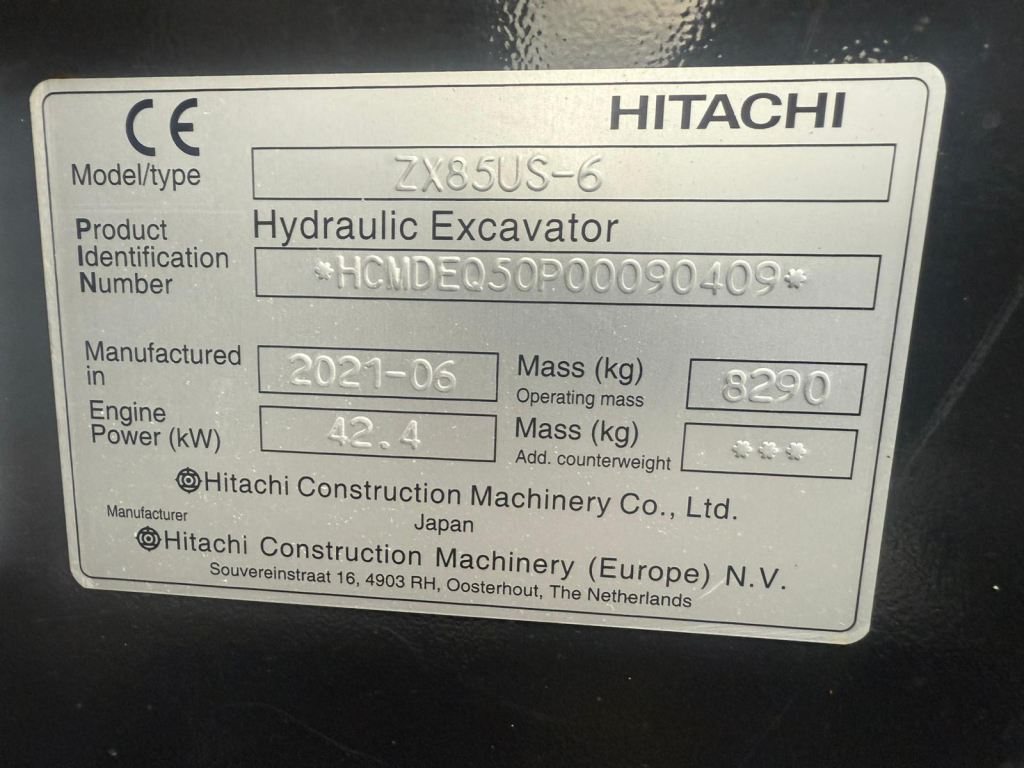 CE HITACHI
Model/type ZX85US-6
Product Hydraulic Excavator
Identification *HCMDEQ50P00090409*
Number
Manufactured in 2021-06 Mass (kg) Operating mass 8290
Engine Power (kW) 42.4 Mass (kg) Add. counterweight ***
Hitachi Construction Machinery Co., Ltd.
Manufacturer Japan
Hitachi Construction Machinery (Europe) N.V.
Souvereinstraat 16, 4903 RH, Oosterhout, The Netherlands